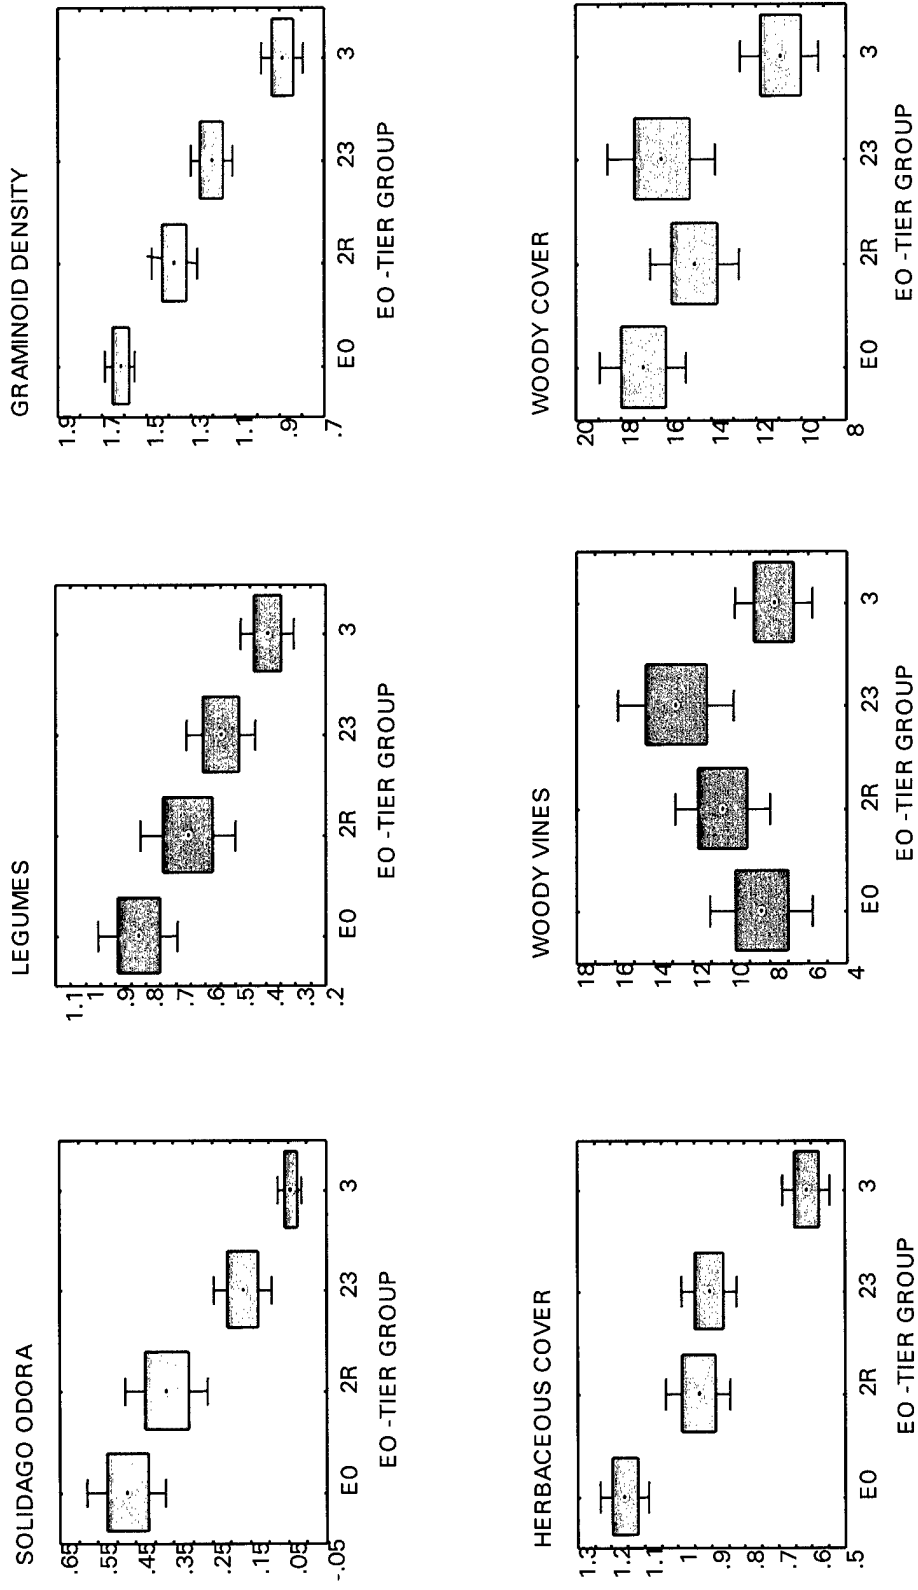 SOLIDAGO ODORA
.65
.55
.45
.35
.25
.15
.05
-.05
E0 2R 23 3
EO -TIER GROUP
LEGUMES
1.1
1
.9
.8
.7
.6
.5
.4
.3
.2
E0 2R 23 3
EO -TIER GROUP
GRAMINOID DENSITY
1.9
1.7
1.5
1.3
1.1
.9
.7
E0 2R 23 3
EO -TIER GROUP
HERBACEOUS COVER
1.3
1.2
1.1
1
.9
.8
.7
.6
.5
E0 2R 23 3
EO -TIER GROUP
WOODY VINES
18
16
14
12
10
8
6
4
E0 2R 23 3
EO -TIER GROUP
WOODY COVER
20
18
16
14
12
10
8
E0 2R 23 3
EO -TIER GROUP